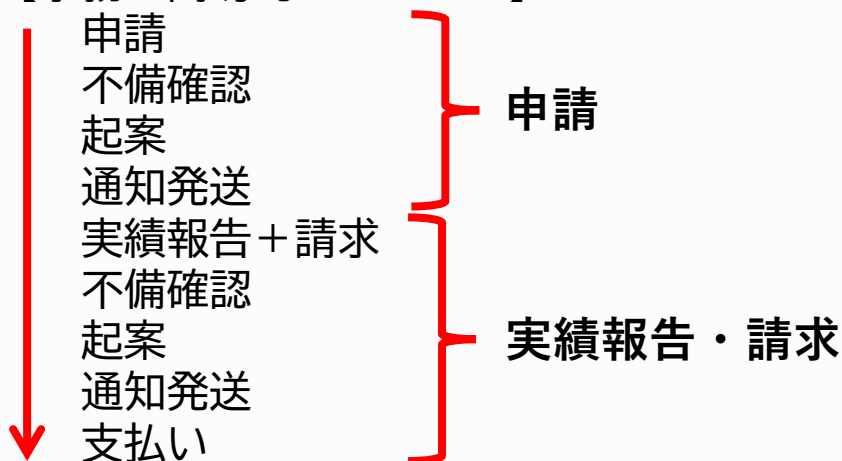 申請
不備確認
起案
通知発送
実績報告＋請求
不備確認
起案
通知発送
支払い
申請
実績報告・請求